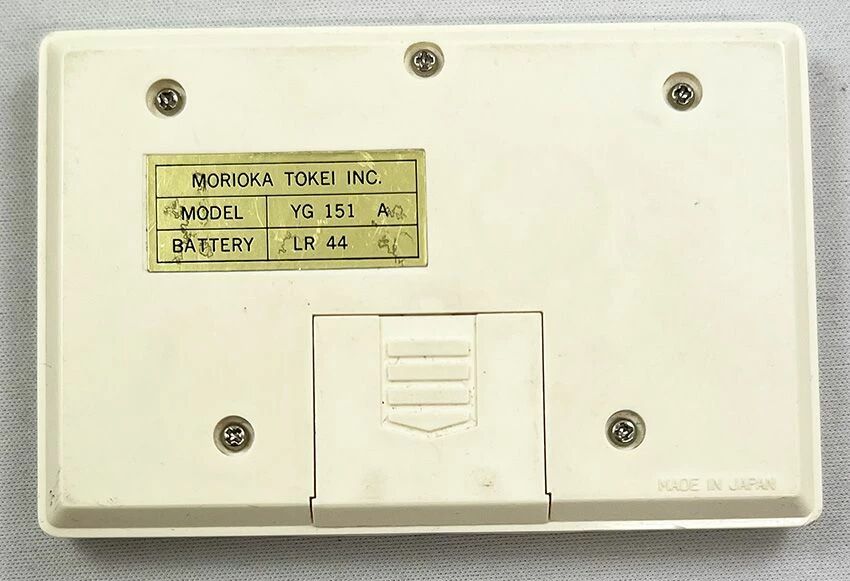 MORIOKA TOKEI INC.
MODEL YG 151 A
BATTERY LR 44
MADE IN JAPAN